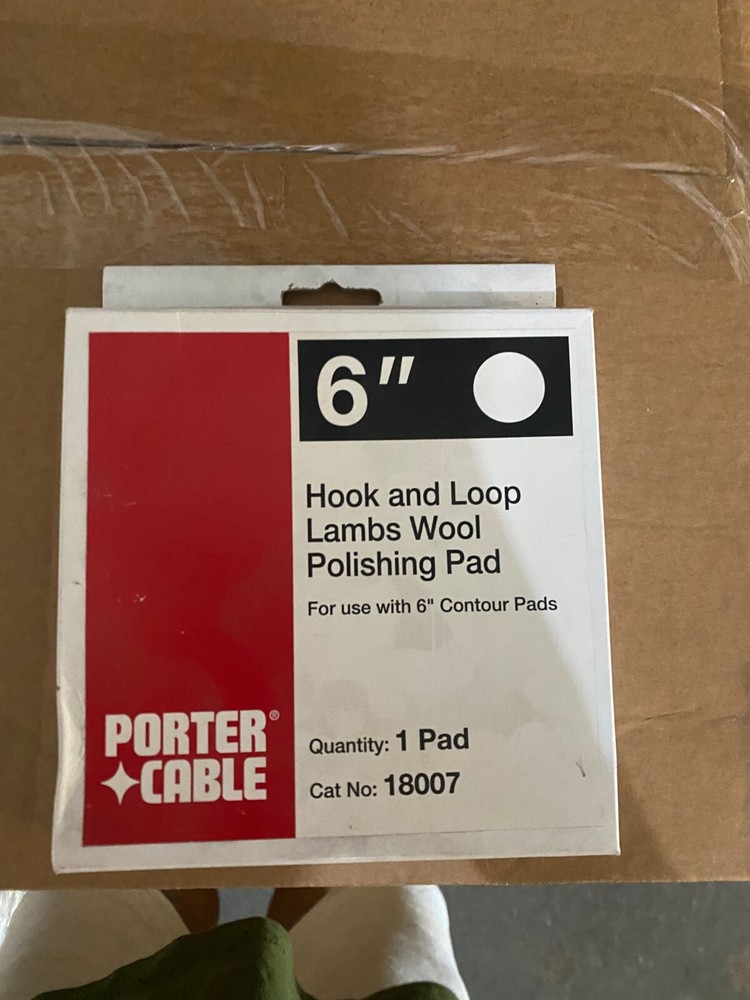 6"
Hook and Loop
Lambs Wool
Polishing Pad
For use with 6" Contour Pads
PORTER®
CABLE
Quantity: 1 Pad
Cat No: 18007